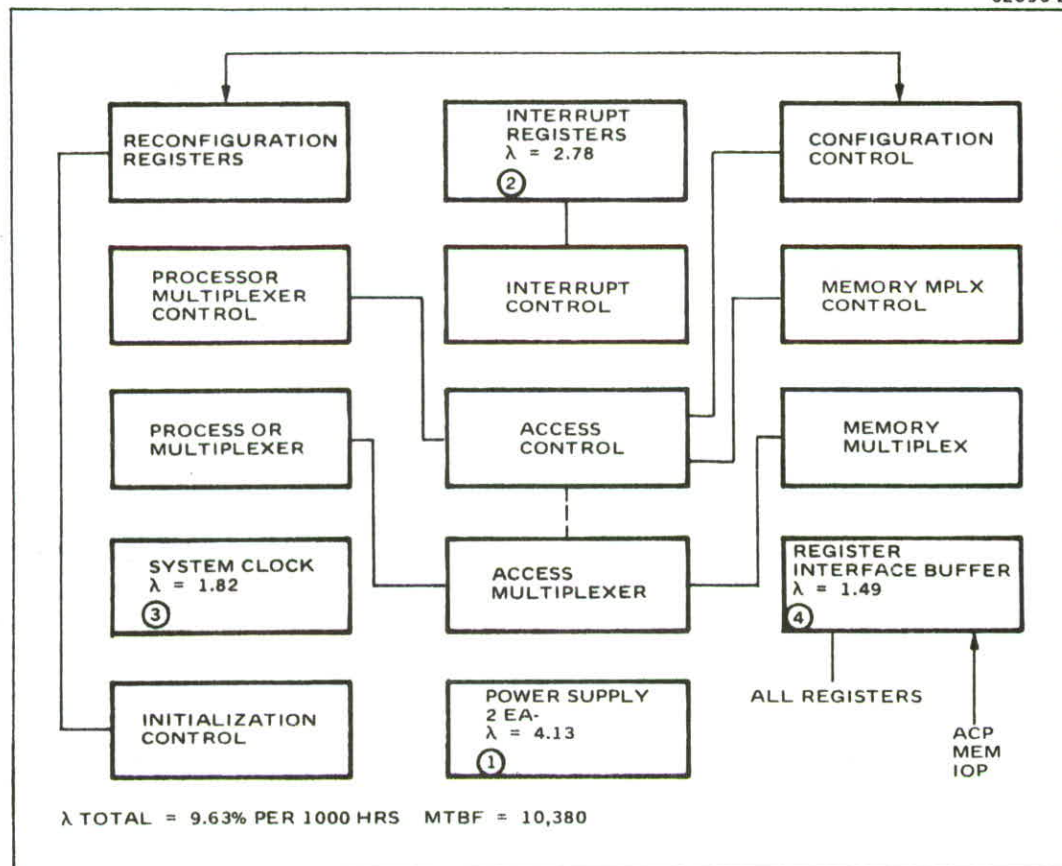 RECONFIGURATION
REGISTERS
INTERRUPT
REGISTERS
λ = 2.78
②
CONFIGURATION
CONTROL
PROCESSOR
MULTIPLEXER
CONTROL
INTERRUPT CONTROL
MEMORY MPLX
CONTROL
PROCESS OR
MULTIPLEXER
ACCESS
CONTROL
MEMORY
MULTIPLEX
SYSTEM CLOCK
λ = 1.82
③
ACCESS
MULTIPLEXER
REGISTER
INTERFACE BUFFER
λ = 1.49
④
INITIALIZATION
CONTROL
POWER SUPPLY
2 EA-
λ = 4.13
①
ALL REGISTERS
ACP
MEM
IOP
λ TOTAL = 9.63% PER 1000 HRS MTBF = 10,380